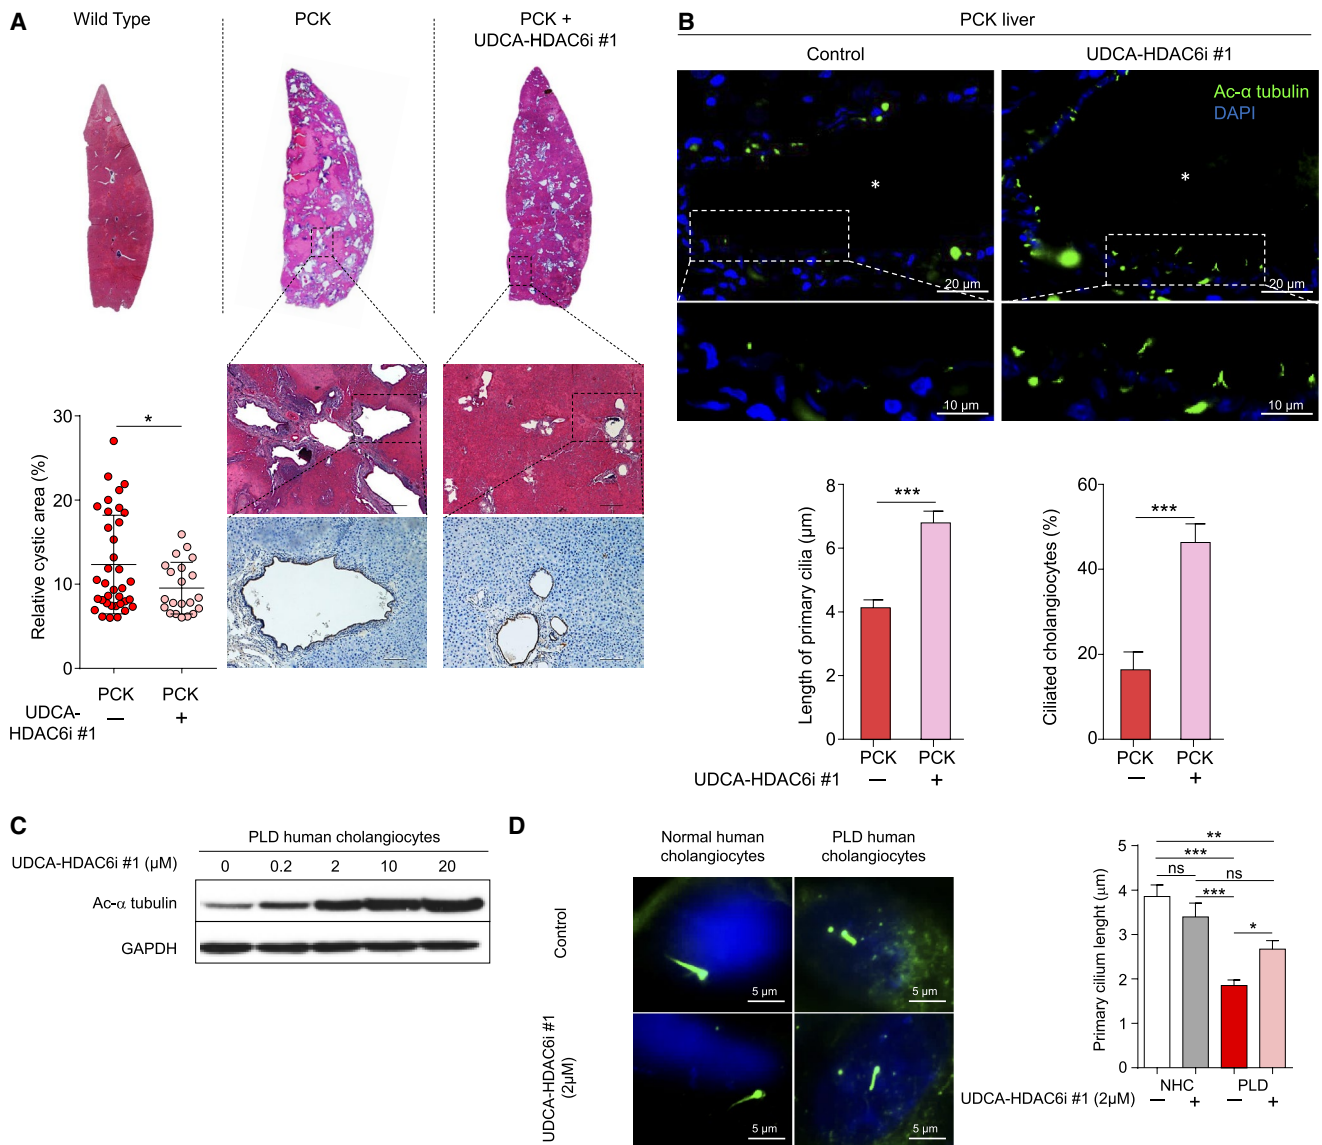 A
Wild Type
PCK
PCK +
UDCA-HDAC6i #1
30
20
10
0
Relative cystic area (%)
*
PCK
PCK
UDCA-
HDAC6i #1
—
+
B
PCK liver
Control
UDCA-HDAC6i #1
Ac-α tubulin
DAPI
*
*
20 µm
20 µm
10 µm
10 µm
8
6
4
2
0
Length of primary cilia (µm)
***
PCK
PCK
60
40
20
0
Ciliated cholangiocytes (%)
***
PCK
PCK
UDCA-HDAC6i #1
—
+
—
+
C
PLD human cholangiocytes
UDCA-HDAC6i #1 (µM)
0
0.2
2
10
20
Ac-α tubulin
GAPDH
D
Normal human
cholangiocytes
PLD human
cholangiocytes
Control
UDCA-HDAC6i #1
(2µM)
5 µm
5 µm
5 µm
5 µm
5
4
3
2
1
0
Primary cilium lenght (µm)
**
***
ns
ns
***
*
NHC
PLD
UDCA-HDAC6i #1 (2µM)
—
+
—
+